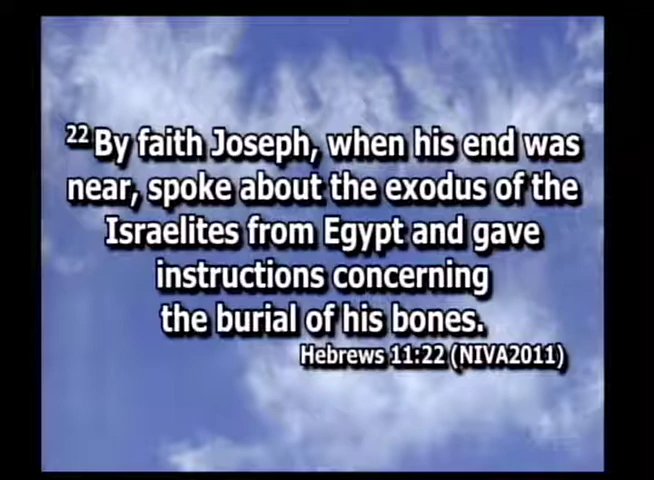 22 By faith Joseph, when his end was
near, spoke about the exodus of the
Israelites from Egypt and gave
instructions concerning
the burial of his bones.
Hebrews 11:22 (NIVA2011)